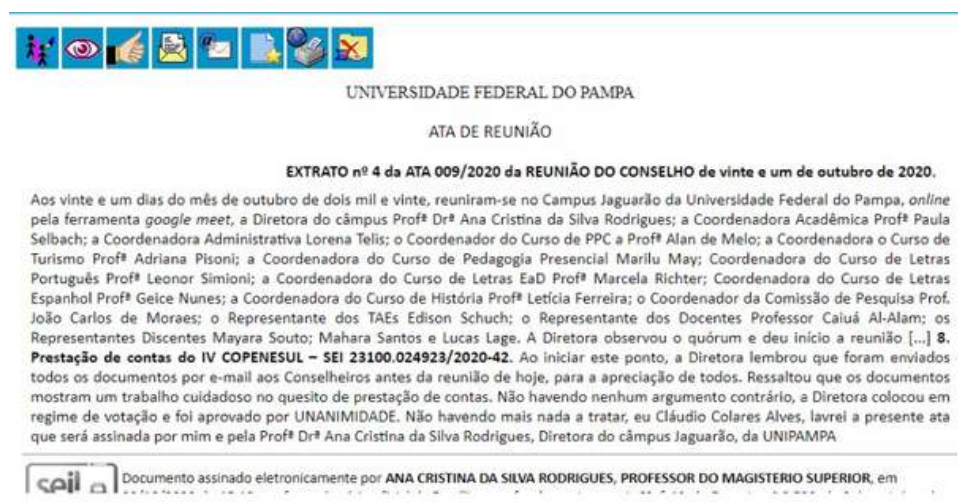 UNIVERSIDADE FEDERAL DO PAMPA
ATA DE REUNIÃO
EXTRATO nº 4 da ATA 009/2020 da REUNIÃO DO CONSELHO de vinte e um de outubro de 2020.
Aos vinte e um dias do mês de outubro de dois mil e vinte, reuniram-se no Campus Jaguarão da Universidade Federal do Pampa, online
pela ferramenta google meet, a Diretora do câmpus Profª Drª Ana Cristina da Silva Rodrigues; a Coordenadora Acadêmica Profª Paula
Selbach; a Coordenadora Administrativa Lorena Telis; o Coordenador do Curso de PPC a Profª Alan de Melo; a Coordenadora o Curso de
Turismo Profª Adriana Pisoni; a Coordenadora do Curso de Pedagogia Presencial Marilu May; Coordenadora do Curso de Letras
Português Profª Leonor Simioni; a Coordenadora do Curso de Letras EaD Profª Marcela Richter; Coordenadora do Curso de Letras
Espanhol Profª Geice Nunes; a Coordenadora do Curso de História Profª Letícia Ferreira; o Coordenador da Comissão de Pesquisa Prof.
João Carlos de Moraes; o Representante dos TAEs Edison Schuch; o Representante dos Docentes Professor Caiuá Al-Alam; os
Representantes Discentes Mayara Souto; Mahara Santos e Lucas Lage. A Diretora observou o quórum e deu início a reunião [...] 8.
Prestação de contas do IV COPENESUL – SEI 23100.024923/2020-42. Ao iniciar este ponto, a Diretora lembrou que foram enviados
todos os documentos por e-mail aos Conselheiros antes da reunião de hoje, para a apreciação de todos. Ressaltou que os documentos
mostram um trabalho cuidadoso no quesito de prestação de contas. Não havendo nenhum argumento contrário, a Diretora colocou em
regime de votação e foi aprovado por UNANIMIDADE. Não havendo mais nada a tratar, eu Cláudio Colares Alves, lavrei a presente ata
que será assinada por mim e pela Profª Drª Ana Cristina da Silva Rodrigues, Diretora do câmpus Jaguarão, da UNIPAMPA
seil
Documento assinado eletronicamente por ANA CRISTINA DA SILVA RODRIGUES, PROFESSOR DO MAGISTERIO SUPERIOR, em